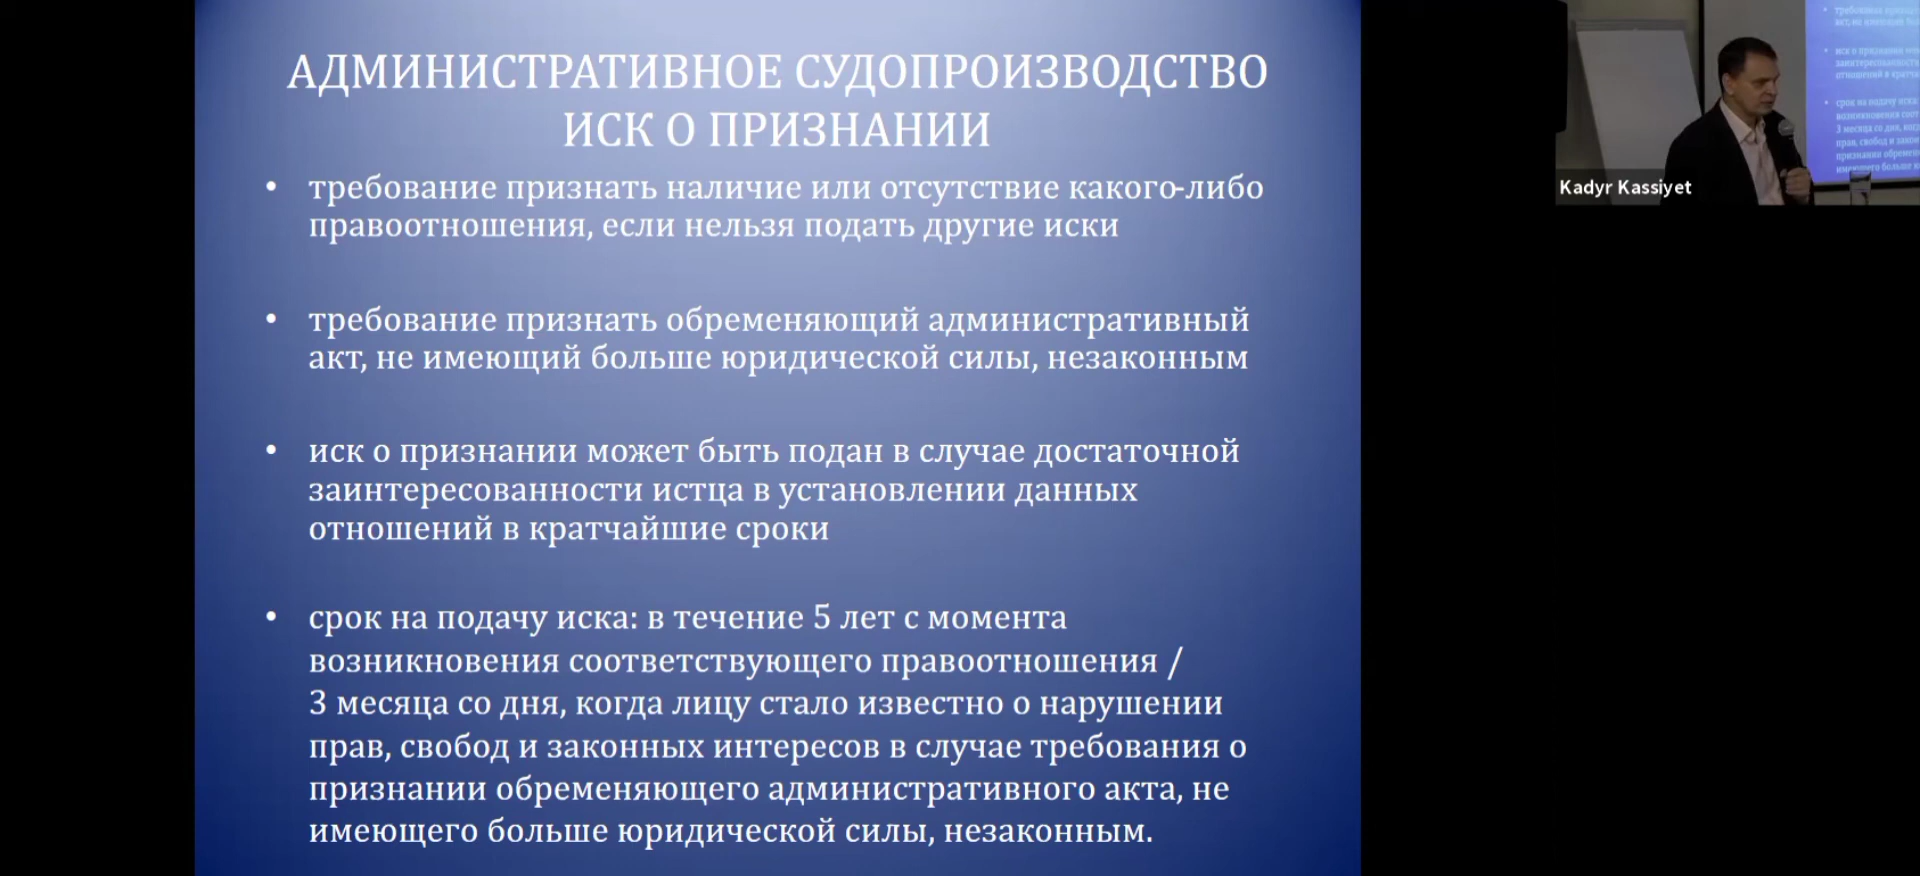 АДМИНИСТРАТИВНОЕ СУДОПРОИЗВОДСТВО
ИСК О ПРИЗНАНИИ
• требование признать наличие или отсутствие какого-либо
правоотношения, если нельзя подать другие иски
• требование признать обременяющий административный
акт, не имеющий больше юридической силы, незаконным
• иск о признании может быть подан в случае достаточной
заинтересованности истца в установлении данных
отношений в кратчайшие сроки
• срок на подачу иска: в течение 5 лет с момента
возникновения соответствующего правоотношения /
3 месяца со дня, когда лицу стало известно о нарушении
прав, свобод и законных интересов в случае требования о
признании обременяющего административного акта, не
имеющего больше юридической силы, незаконным.
Kadyr Kassiyet